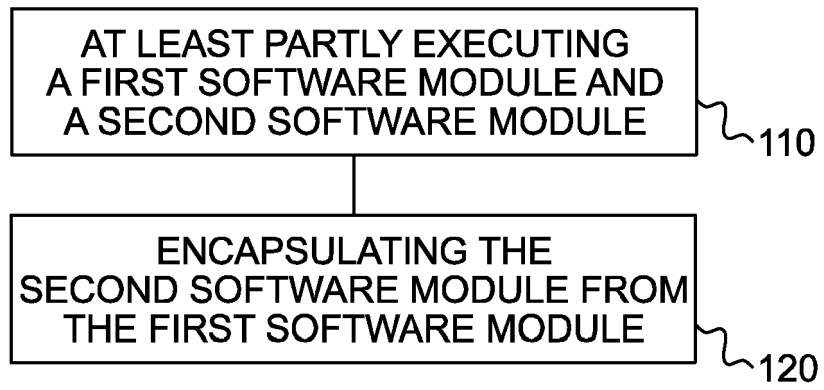 AT LEAST PARTLY EXECUTING
A FIRST SOFTWARE MODULE AND
A SECOND SOFTWARE MODULE
110
ENCAPSULATING THE
SECOND SOFTWARE MODULE FROM
THE FIRST SOFTWARE MODULE
120